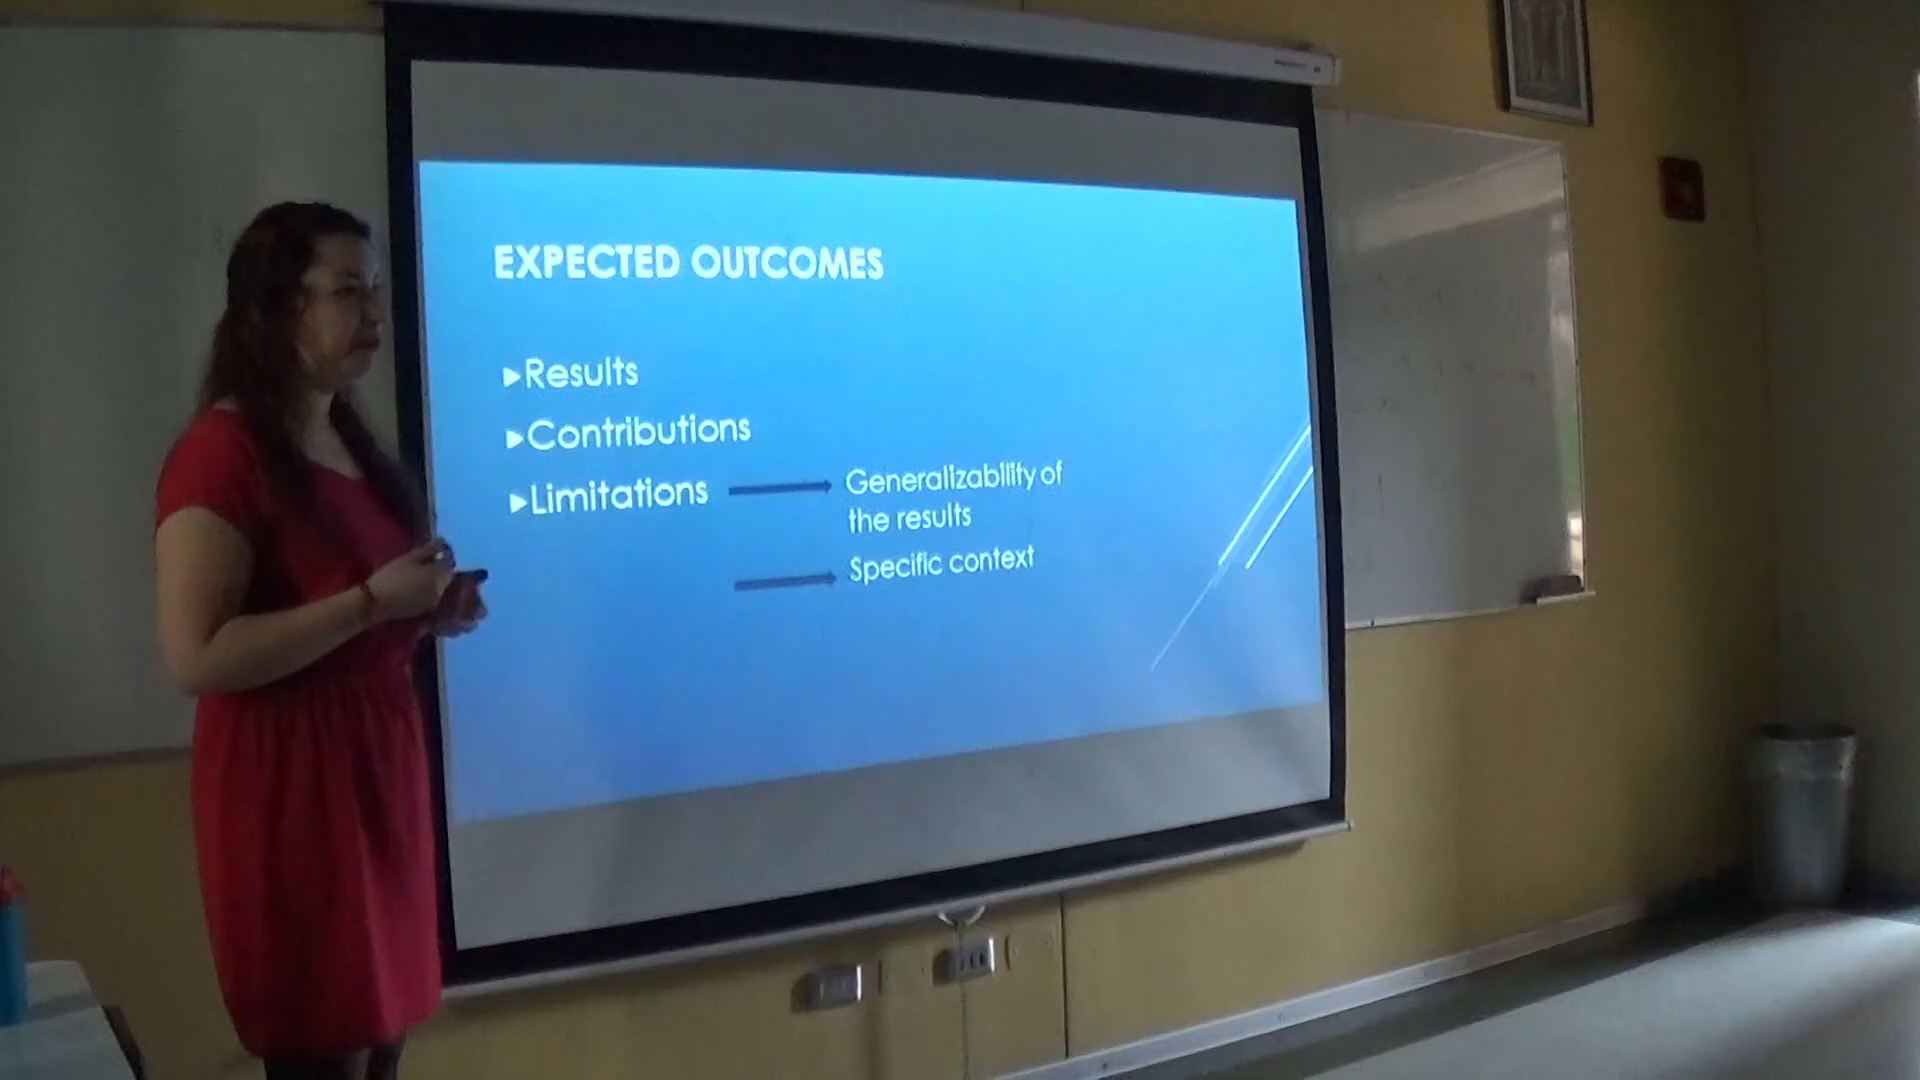 EXPECTED OUTCOMES
▶Results
▶Contributions
▶Limitations
Generalizability of
the results
Specific context